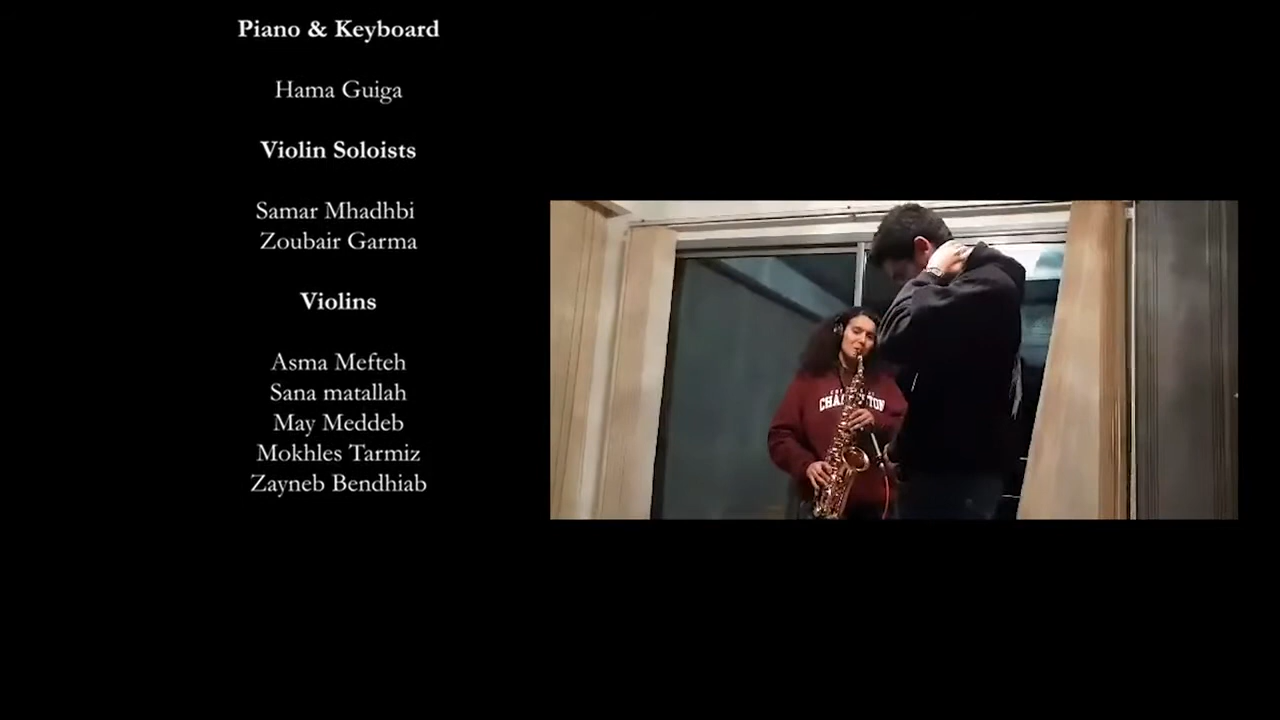 Piano & Keyboard
Hama Guiga
Violin Soloists
Samar Mhadhbi
Zoubair Garma
Violins
Asma Mefteh
Sana matallah
May Meddeb
Mokhles Tarmiz
Zayneb Bendhiab